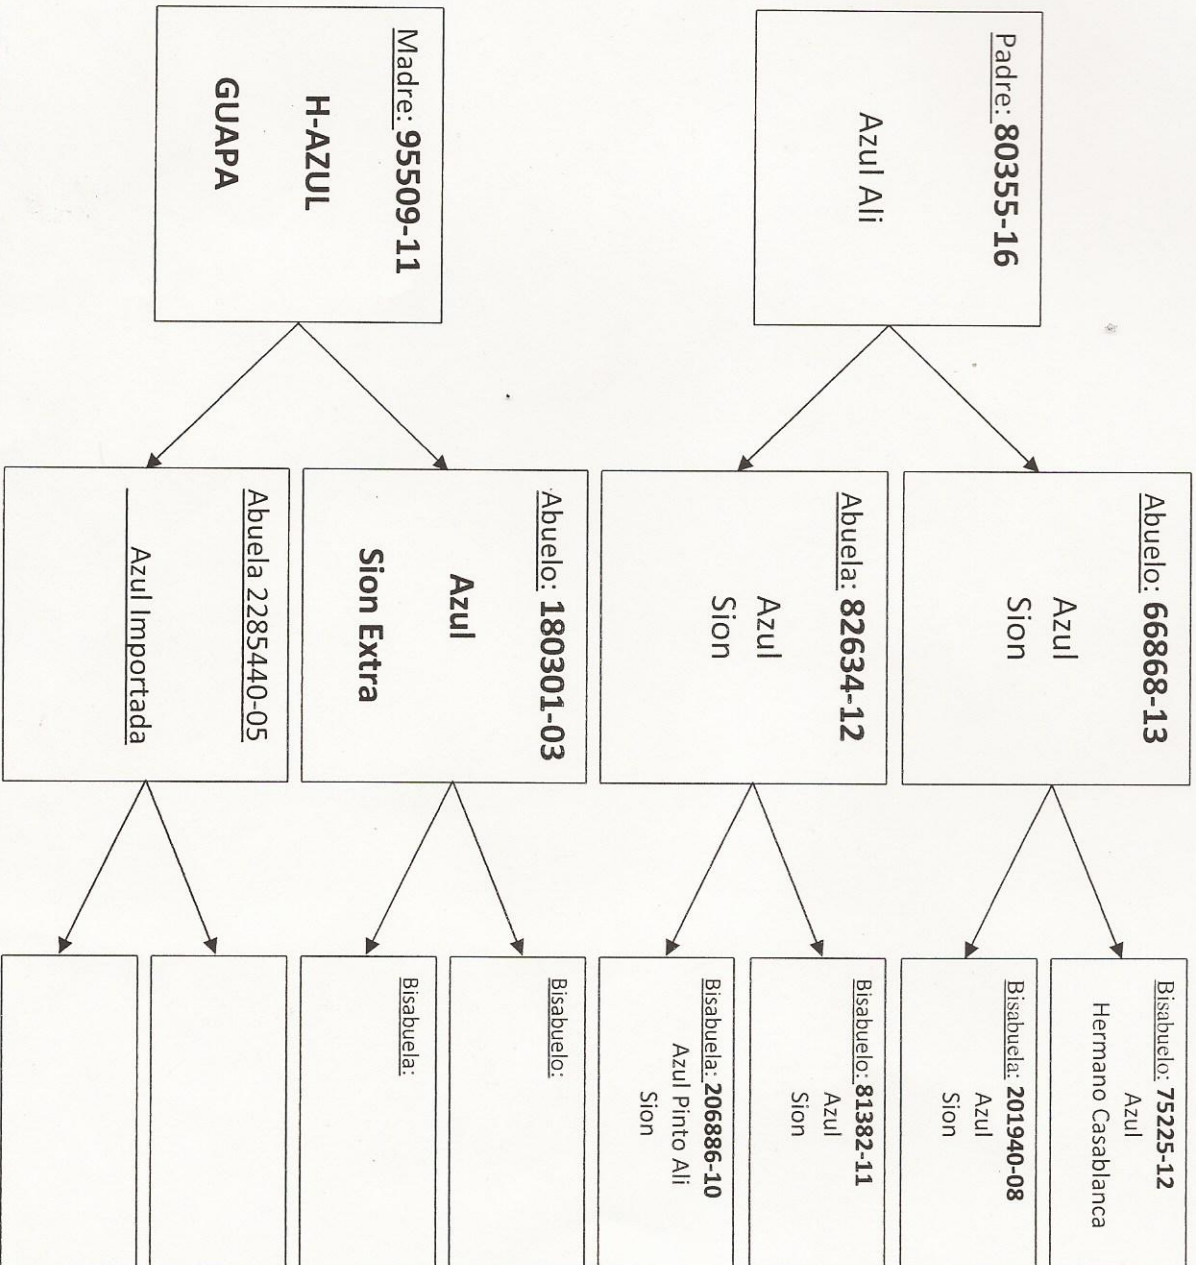 Padre: 80355-16
Azul Ali
Madre: 95509-11
H-AZUL
GUAPA
Abuelo: 66868-13
Azul
Sion
Abuela: 82634-12
Azul
Sion
Abuelo: 180301-03
Azul
Sion Extra
Abuela 2285440-05
Azul Importada
Bisabuelo: 75225-12
Azul
Hermano Casablanca
Bisabuela: 201940-08
Azul
Sion
Bisabuelo: 81382-11
Azul
Sion
Bisabuela: 206886-10
Azul Pinto Ali
Sion
Bisabuelo:
Bisabuela: